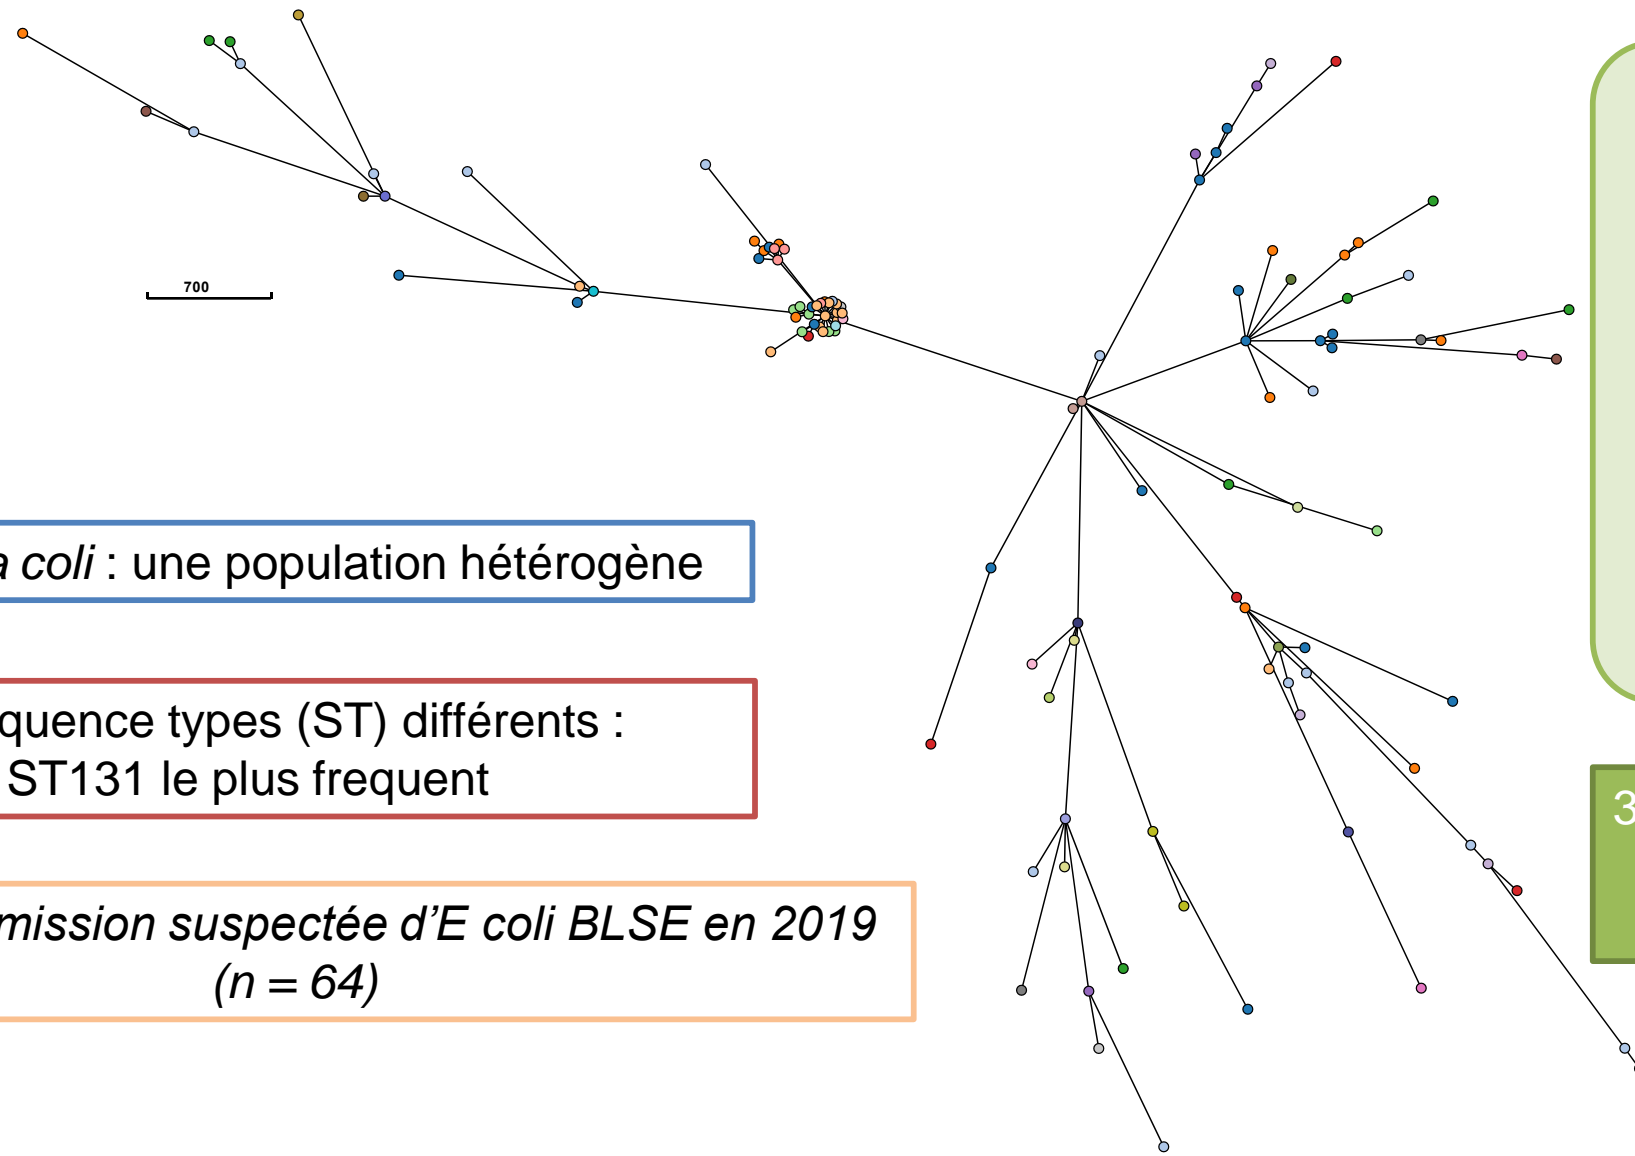 700
a coli : une population hétérogène
quence types (ST) différents :
ST131 le plus frequent
mission suspectée d’E coli BLSE en 2019
(n = 64)
3